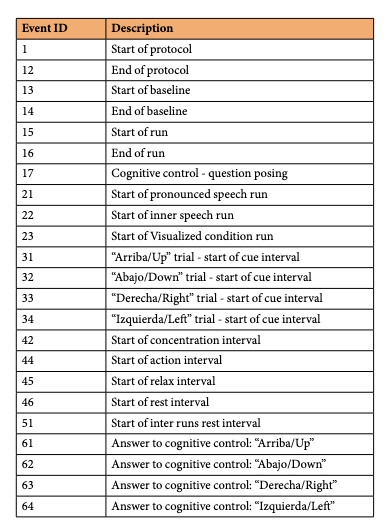 Event ID Description
1 Start of protocol
12 End of protocol
13 Start of baseline
14 End of baseline
15 Start of run
16 End of run
17 Cognitive control - question posing
21 Start of pronounced speech run
22 Start of inner speech run
23 Start of Visualized condition run
31 “Arriba/Up” trial - start of cue interval
32 “Abajo/Down” trial - start of cue interval
33 “Derecha/Right” trial - start of cue interval
34 “Izquierda/Left” trial - start of cue interval
42 Start of concentration interval
44 Start of action interval
45 Start of relax interval
46 Start of rest interval
51 Start of inter runs rest interval
61 Answer to cognitive control: “Arriba/Up”
62 Answer to cognitive control: “Abajo/Down”
63 Answer to cognitive control: “Derecha/Right”
64 Answer to cognitive control: “Izquierda/Left”